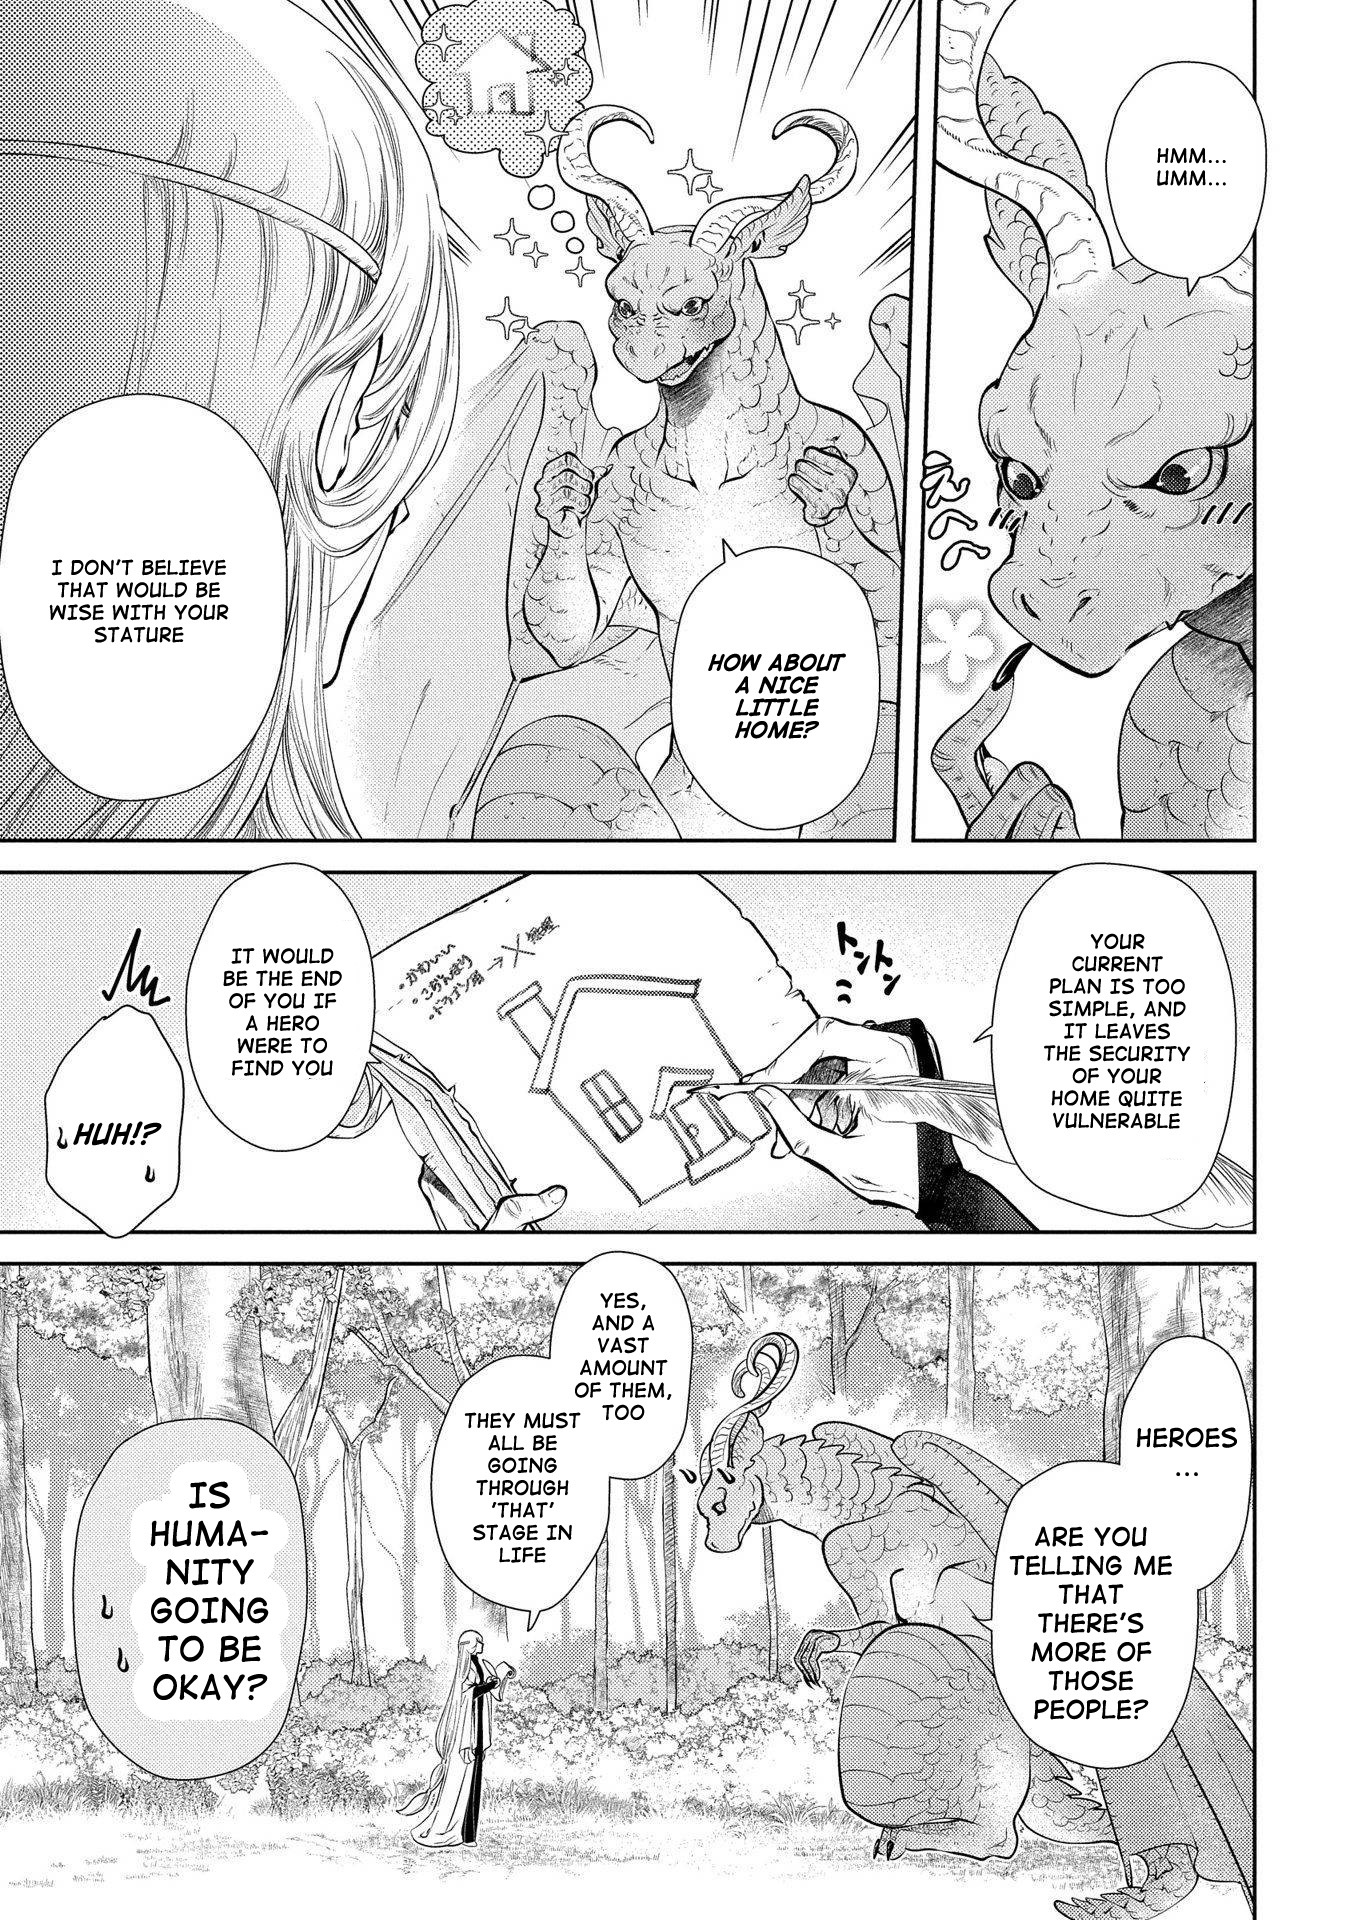 HMM...
UMM...
えへへ
HOW ABOUT
A NICE
LITTLE
HOME?
I DON'T BELIEVE
THAT WOULD BE
WISE WITH YOUR
STATURE
YOUR
CURRENT
PLAN IS TOO
SIMPLE, AND
IT LEAVES
THE SECURITY
OF YOUR
HOME QUITE
VULNERABLE
トントン
・かわいい
・こぢんまり
・ドラゴン用→×無理
IT WOULD
BE THE END
OF YOU IF
A HERO
WERE TO
FIND YOU
HUH!?
HEROES
...
ARE YOU
TELLING ME
THAT
THERE'S
MORE OF
THOSE
PEOPLE?
YES,
AND A
VAST
AMOUNT
OF THEM,
TOO
THEY MUST
ALL BE
GOING
THROUGH
'THAT'
STAGE IN
LIFE
IS
HUMA-
NITY
GOING
TO BE
OKAY?